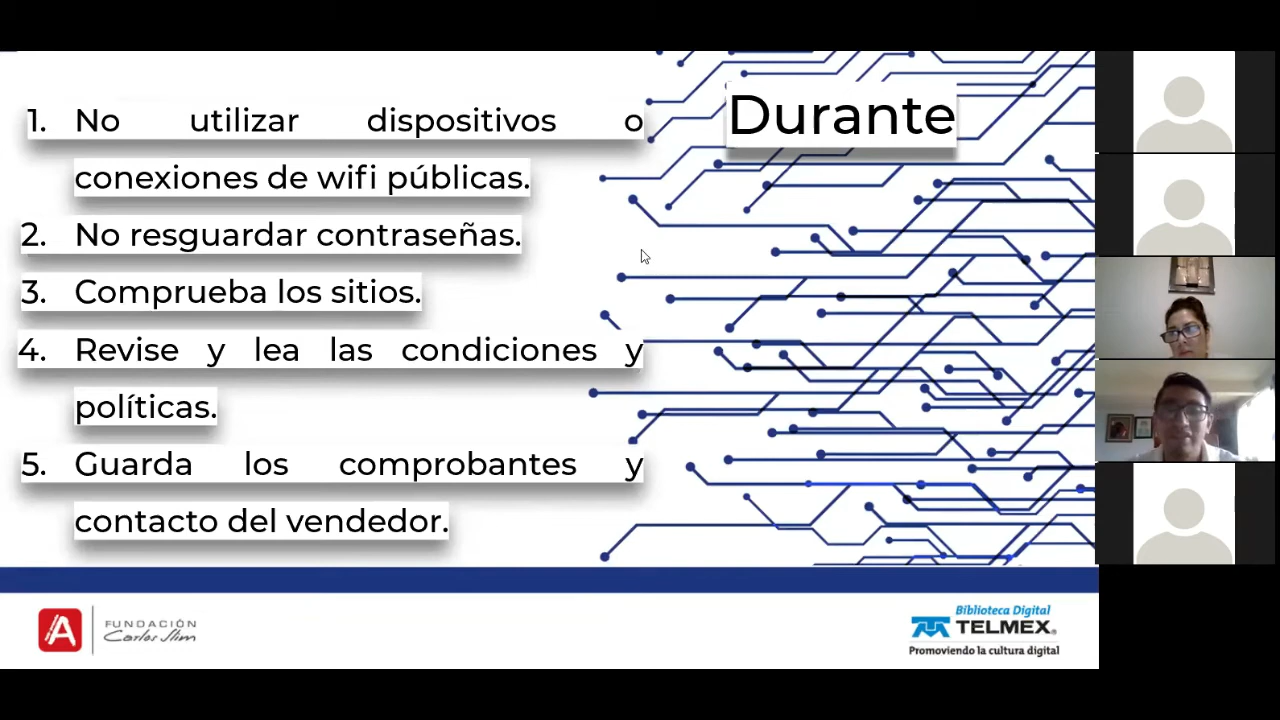 Durante
1. No utilizar dispositivos o
conexiones de wifi públicas.
2. No resguardar contraseñas.
3. Comprueba los sitios.
4. Revise y lea las condiciones y
políticas.
5. Guarda los comprobantes y
contacto del vendedor.
FUNDACIÓN
Carlos Slim
Biblioteca Digital
TELMEX®
Promoviendo la cultura digital